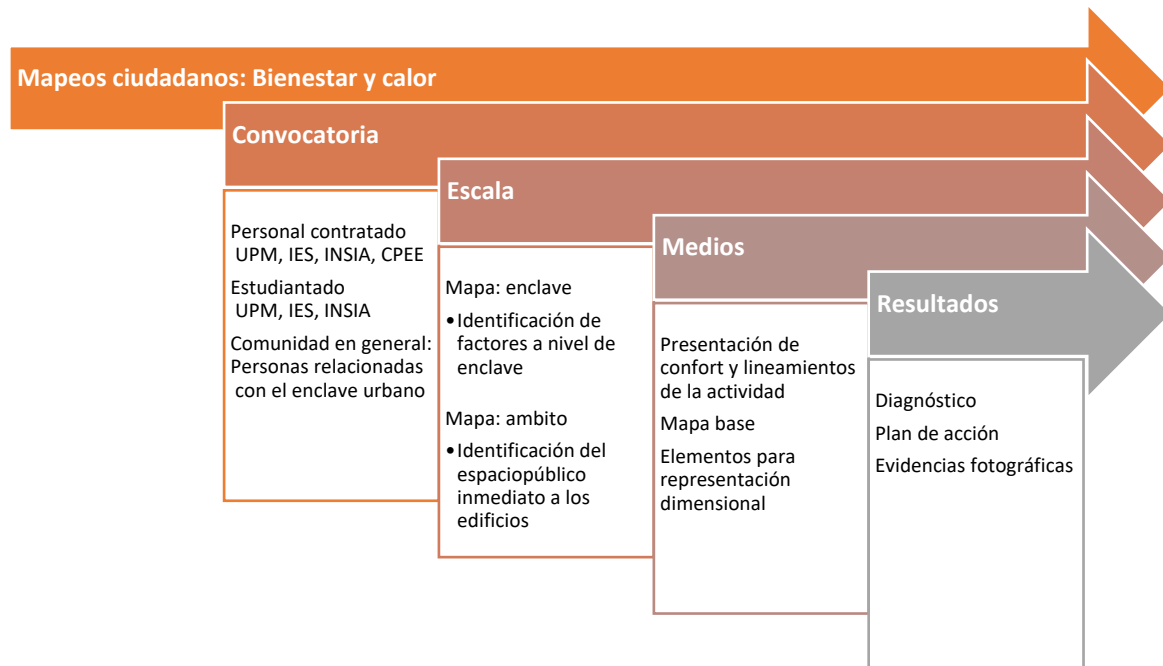 Mapeos ciudadanos: Bienestar y calor
Convocatoria
Personal contratado
UPM, IES, INSIA, CPEE
Estudiantado
UPM, IES, INSIA
Comunidad en general:
Personas relacionadas
con el enclave urbano
Escala
Mapa: enclave
•Identificación de
factores a nivel de
enclave
Mapa: ambito
•Identificación del
espaciopúblico
inmediato a los
edificios
Medios
Presentación de
confort y lineamientos
de la actividad
Mapa base
Elementos para
representación
dimensional
Resultados
Diagnóstico
Plan de acción
Evidencias fotográficas